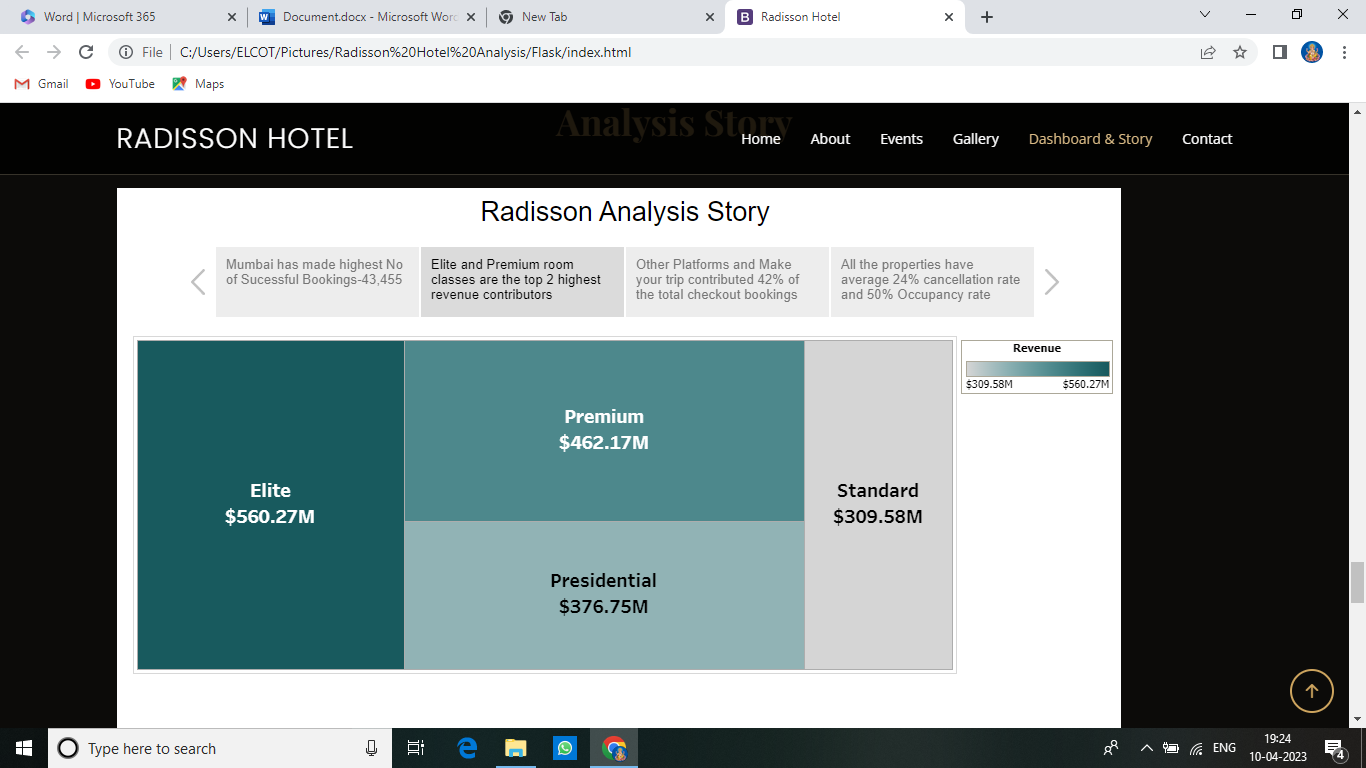 Word | Microsoft 365
Document.docx - Microsoft Word
New Tab
Radisson Hotel
File
C:/Users/ELCOT/Pictures/Radisson%20Hotel%20Analysis/Flask/index.html
Gmail
YouTube
Maps
Analysis Story
RADISSON HOTEL
Home
About
Events
Gallery
Dashboard & Story
Contact
Radisson Analysis Story
Mumbai has made highest No
of Sucessful Bookings-43,455
Elite and Premium room
classes are the top 2 highest
revenue contributors
Other Platforms and Make
your trip contributed 42% of
the total checkout bookings
All the properties have
average 24% cancellation rate
and 50% Occupancy rate
Elite
$560.27M
Premium
$462.17M
Presidential
$376.75M
Standard
$309.58M
Revenue
$309.58M
$560.27M
Type here to search
ENG
19:24
10-04-2023
4